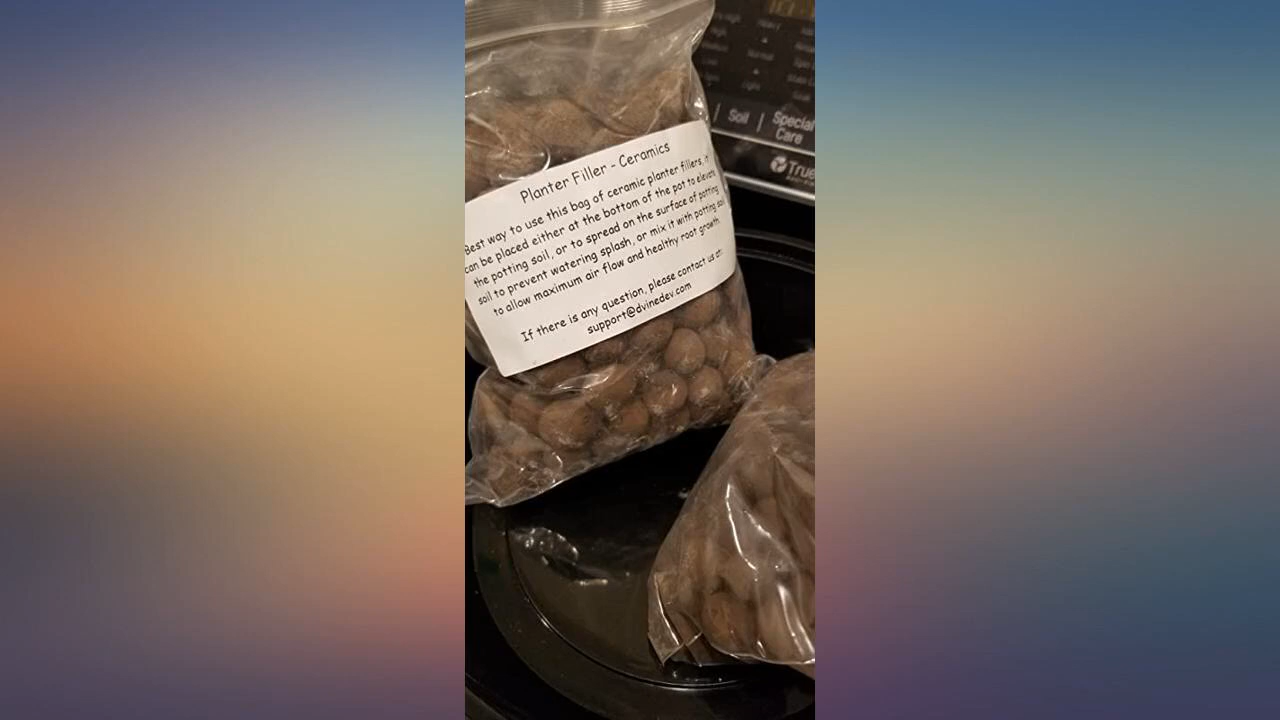 Heavy
Normal
Light
Soil
Special
Care
True
Planter Filler - Ceramics
Best way to use this bag of ceramic planter fillers, it
can be placed either at the bottom of the pot to elevate
the potting soil, or to spread on the surface of potting
soil to prevent watering splash, or mix it with potting soil
to allow maximum air flow and healthy root growth.
If there is any question, please contact us at:
support@dvinedev.com